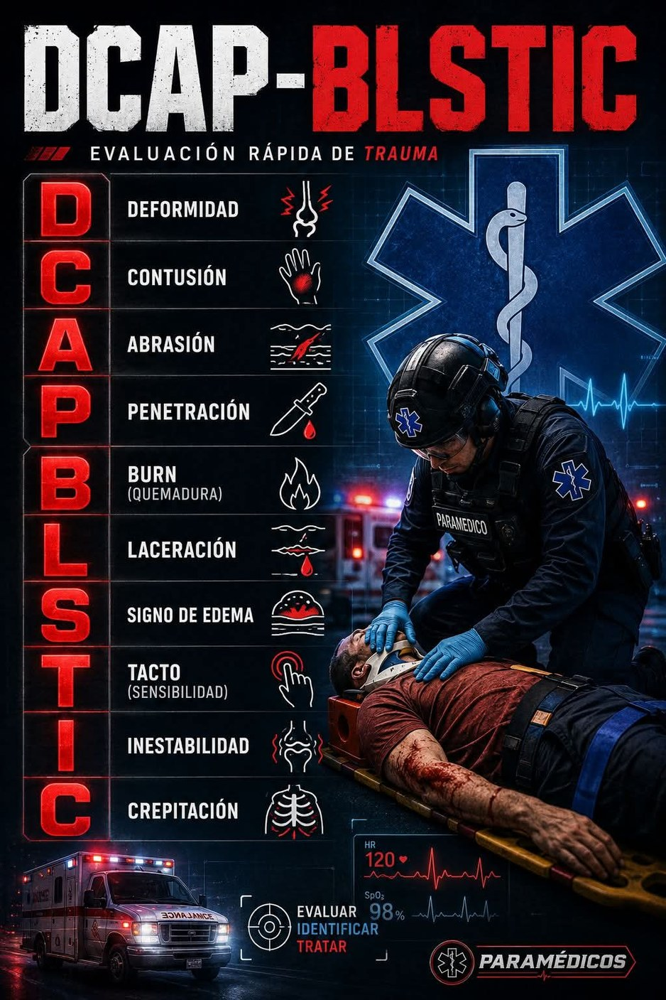 DCAP-BLSTIC
EVALUACIÓN RÁPIDA DE TRAUMA
D
DEFORMIDAD
C
CONTUSIÓN
A
ABRASIÓN
P
PENETRACIÓN
B
BURN
(QUEMADURA)
L
LACERACIÓN
S
SIGNO DE EDEMA
T
TACTO
(SENSIBILIDAD)
I
INESTABILIDAD
C
CREPITACIÓN
PARAMEDICO
HR
120
SpO₂
98%
EVALUAR
IDENTIFICAR
TRATAR
PARAMÉDICOS